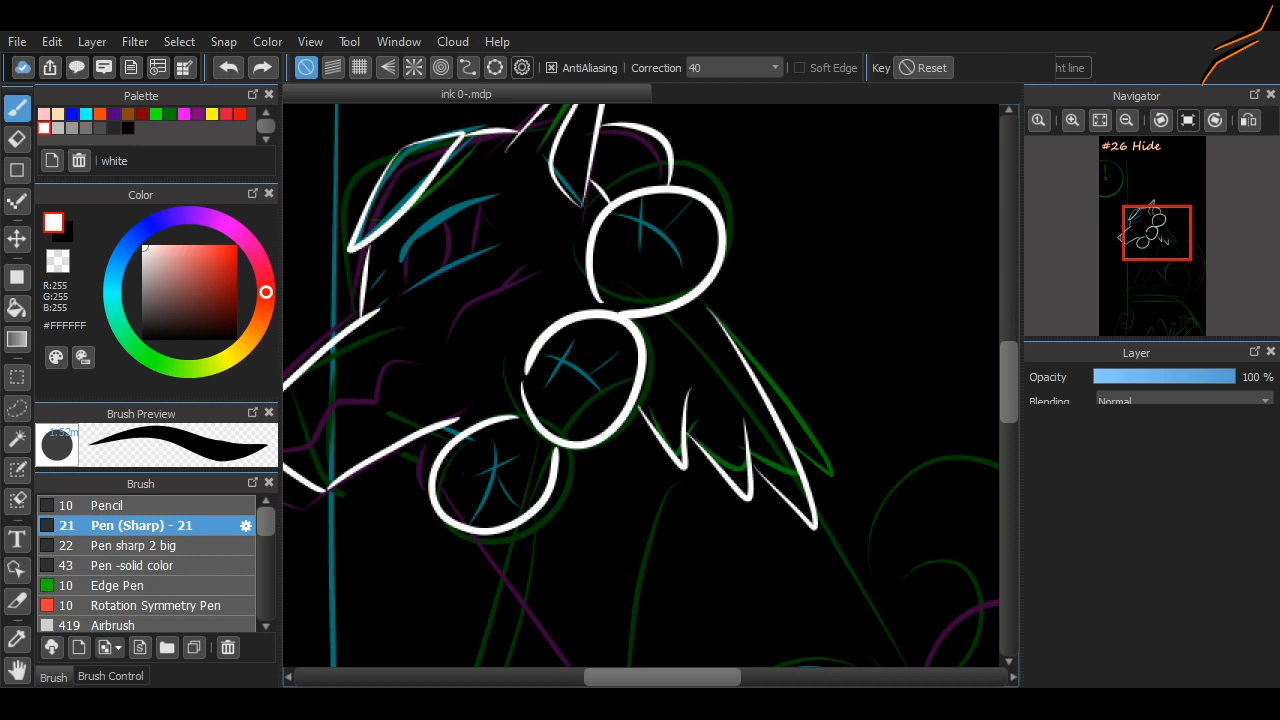 File Edit Layer Filter Select Snap Color View Tool Window Cloud Help
AntiAliasing Correction 40 Soft Edge Key Reset ht line
Palette
ink 0-.mdp
Navigator
white
#26 Hide
Color
R:255
G:255
B:255
#FFFFFF
Layer
Opacity 100 %
Blending Normal
Brush Preview
1.52m
Brush
10 Pencil
21 Pen (Sharp) - 21
22 Pen sharp 2 big
43 Pen -solid color
10 Edge Pen
10 Rotation Symmetry Pen
419 Airbrush
Brush Brush Control